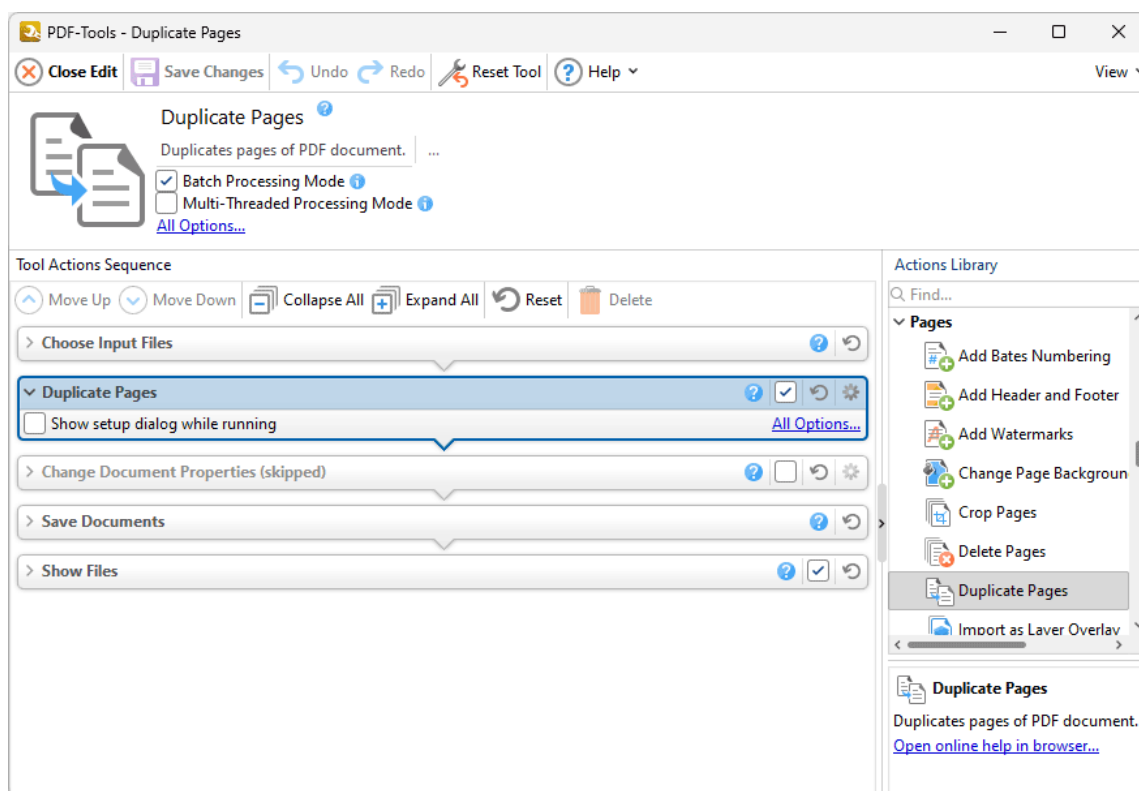 PDF-Tools - Duplicate Pages
Close Edit Save Changes Undo Redo Reset Tool ? Help View
Duplicate Pages ?
Duplicates pages of PDF document. ...
Batch Processing Mode i
Multi-Threaded Processing Mode i
All Options...
Tool Actions Sequence
Move Up Move Down Collapse All Expand All Reset Delete
Choose Input Files ?
Duplicate Pages ?
Show setup dialog while running All Options...
Change Document Properties (skipped) ?
Save Documents ?
Show Files ?
Actions Library
Find...
Pages
# Add Bates Numbering
Add Header and Footer
Add Watermarks
Change Page Backgroun
Crop Pages
Delete Pages
Duplicate Pages
Import as Layer Overlay
Duplicate Pages
Duplicates pages of PDF document.
Open online help in browser...